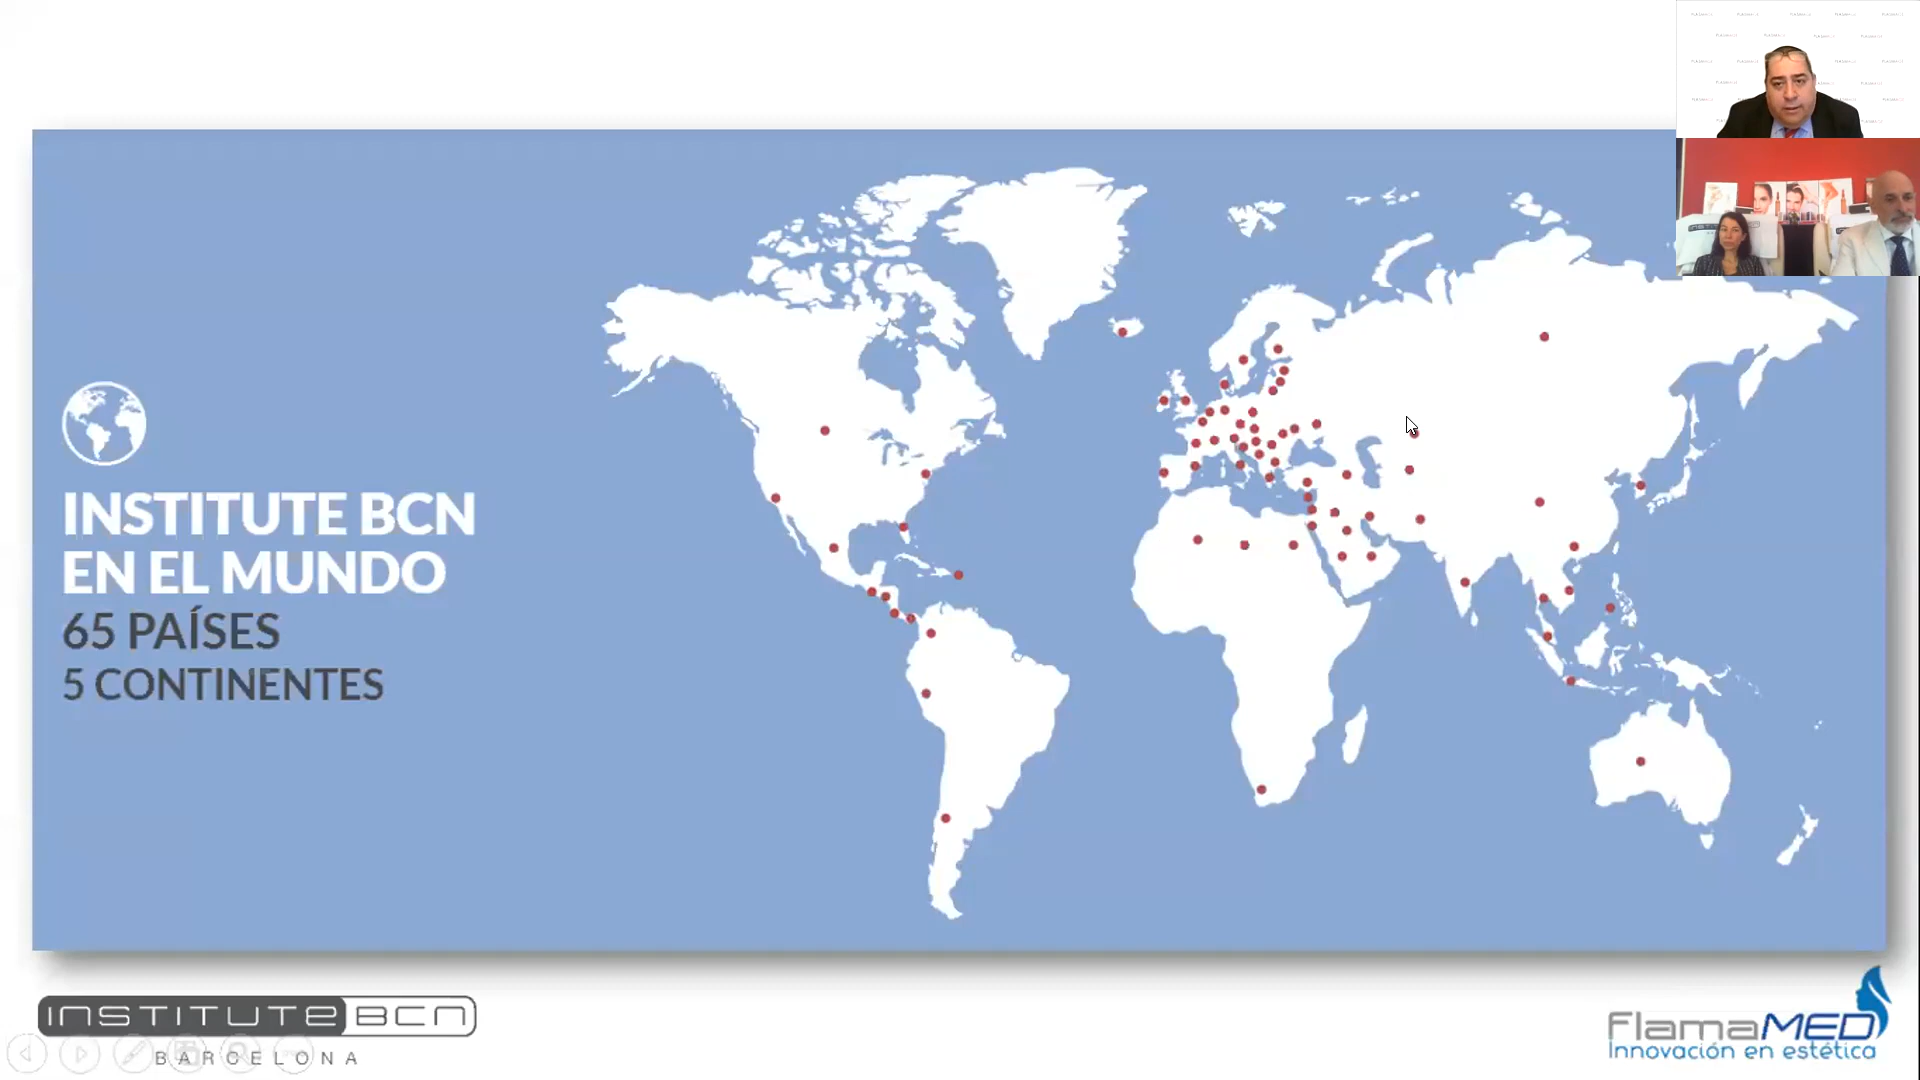 INSTITUTE BCN
EN EL MUNDO
65 PAÍSES
5 CONTINENTES
INSTITUTE BCN
BARCELONA
FlamaMED
Innovación en estética